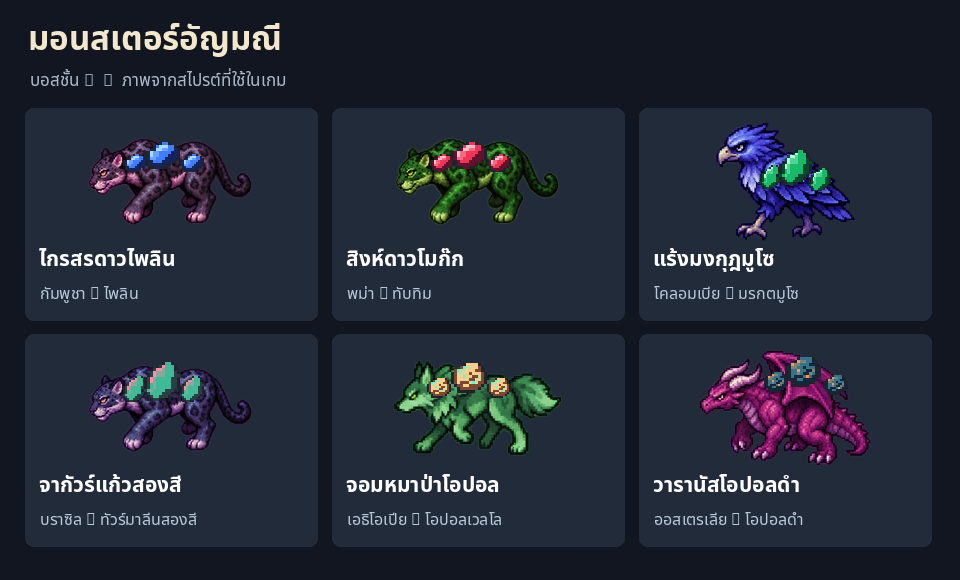 มอนสเตอร์อัญมณี
บอสชั้น ▯ ▯ ภาพจากสไปรต์ที่ใช้ในเกม
ไกรสรดาวไพลิน
กัมพูชา ▯ ไพลิน
สิงห์ดาวโมก๊ก
พม่า ▯ ทับทิม
แร้งมงกุฎมูโซ
โคลอมเบีย ▯ มรกตมูโซ
จากัวร์แก้วสองสี
บราซิล ▯ ทัวร์มาลีนสองสี
จอมหมาป่าโอปอล
เอธิโอเปีย ▯ โอปอลเวลโล
วารานัสโอปอลดำ
ออสเตรเลีย ▯ โอปอลดำ